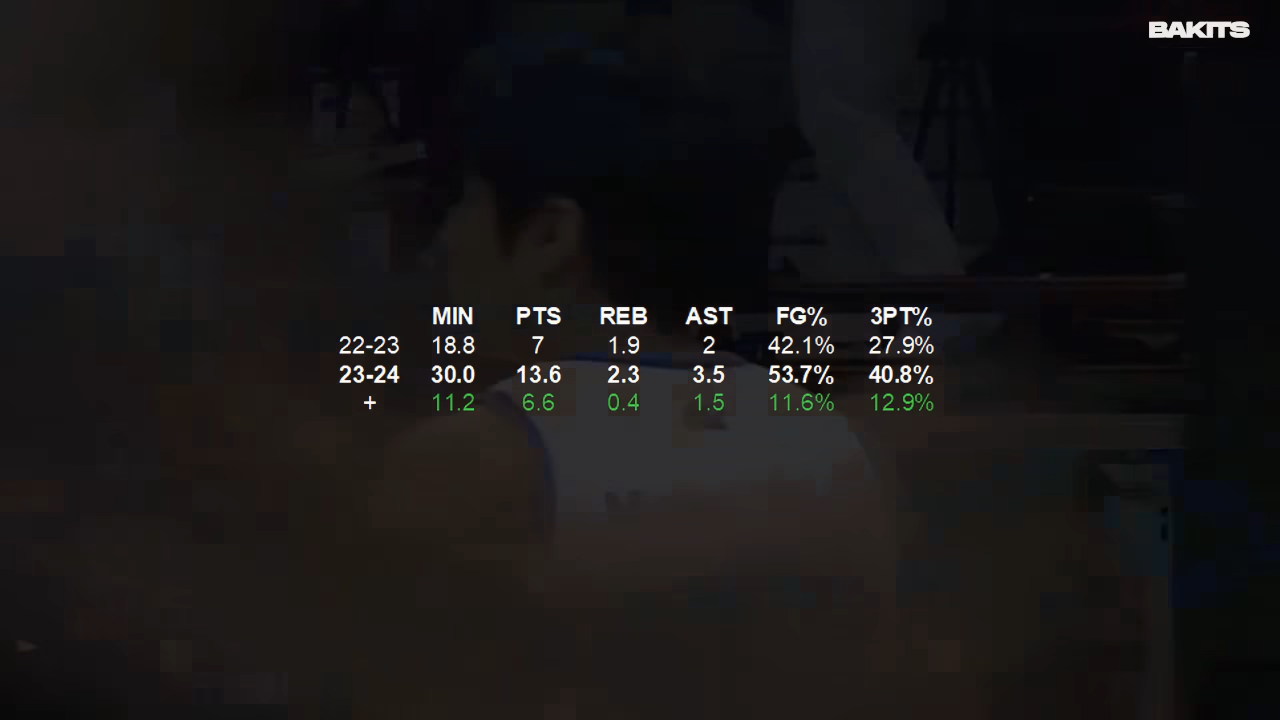 BAKITS
MIN PTS REB AST FG% 3PT%
22-23 18.8 7 1.9 2 42.1% 27.9%
23-24 30.0 13.6 2.3 3.5 53.7% 40.8%
+ 11.2 6.6 0.4 1.5 11.6% 12.9%